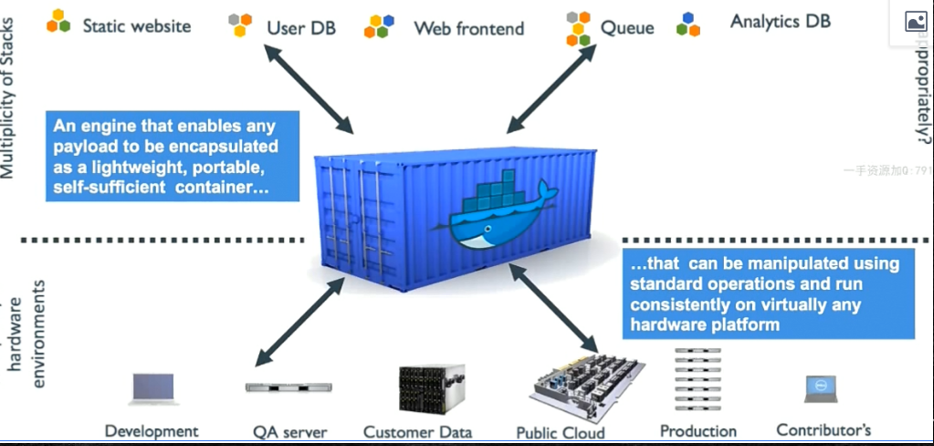 Multiplicity of Stacks
Static website
User DB
Web frontend
Queue
Analytics DB
ppropriately?
An engine that enables any
payload to be encapsulated
as a lightweight, portable,
self-sufficient container…
一手资源加Q:791
…that can be manipulated using
standard operations and run
consistently on virtually any
hardware platform
hardware
environments
Development
QA server
Customer Data
Public Cloud
Production
Contributor's